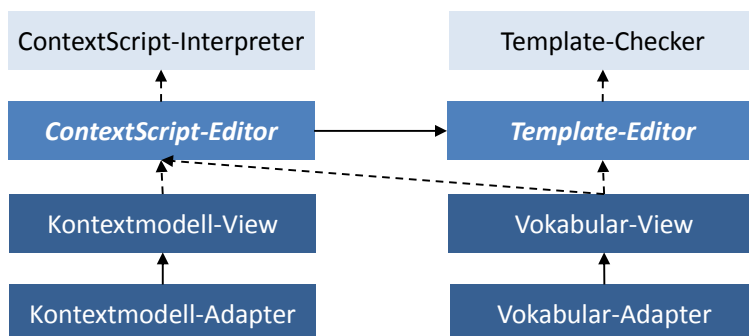 ContextScript-Interpreter
Template-Checker
ContextScript-Editor
Template-Editor
Kontextmodell-View
Vokabular-View
Kontextmodell-Adapter
Vokabular-Adapter